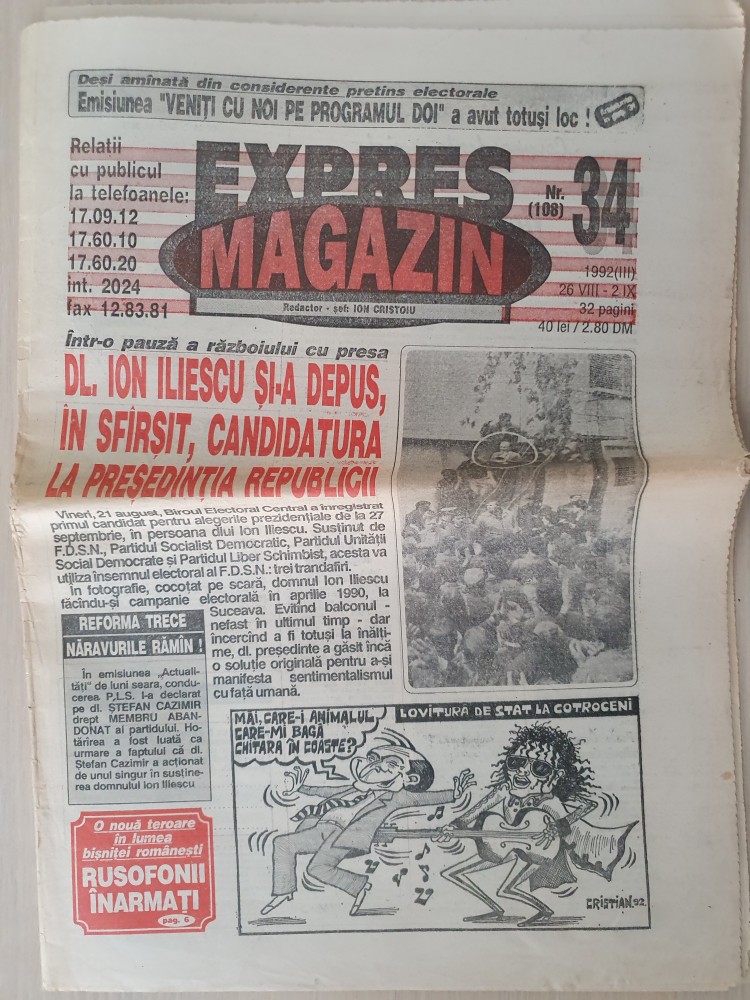 Deși amînată din considerente pretins electorale
Emisiunea "VENIȚI CU NOI PE PROGRAMUL DOI" a avut totuși loc !
Relatii
cu publicul
la telefoanele:
17.09.12
17.60.10
17.60.20
int. 2024
fax 12.83.81
EXPRES
MAGAZIN
Redactor - șef: ION CRISTOIU
Nr.
(108)
34
1992(III)
26 VIII - 2 IX
32 pagini
40 lei / 2.80 DM
Într-o pauză a războiului cu presa
DL. ION ILIESCU ȘI-A DEPUS,
ÎN SFÎRȘIT, CANDIDATURA
LA PREȘEDINȚIA REPUBLICII
Vineri, 21 august, Biroul Electoral Central a înregistrat
primul candidat pentru alegerile prezidențiale de la 27
septembrie, în persoana dlui Ion Iliescu. Susținut de
F.D.S.N., Partidul Socialist Democratic, Partidul Unității
Social Democrate și Partidul Liber Schimbist, acesta va
utiliza însemnul electoral al F.D.S.N.: trei trandafiri.
În fotografie, cocoțat pe scară, domnul Ion Iliescu
făcîndu-și campanie electorală în aprilie 1990, la
Suceava. Evitînd balconul -
nefast în ultimul timp - dar
încercînd a fi totuși la înălți-
me, dl. președinte a găsit încă
o soluție originală pentru a-și
manifesta sentimentalismul
cu față umană.
REFORMA TRECE
NĂRAVURILE RĂMÎN !
În emisiunea „Actuali-
tăți" de luni seara, condu-
cerea P.L.S. l-a declarat
pe dl. ȘTEFAN CAZIMIR
drept MEMBRU ABAN-
DONAT al partidului. Ho-
tărîrea a fost luată ca
urmare a faptului că dl.
Ștefan Cazimir a acționat
de unul singur în susține-
rea domnului Ion Iliescu
O nouă teroare
în lumea
bișniței românești
RUSOFONII
ÎNARMAȚI
pag. 6
MĂI, CARE-I ANIMALUL
CARE-MI BAGĂ
CHITARA ÎN COASTE?
LOVITURĂ DE STAT LA COTROCENI
CRISTIAN.92.